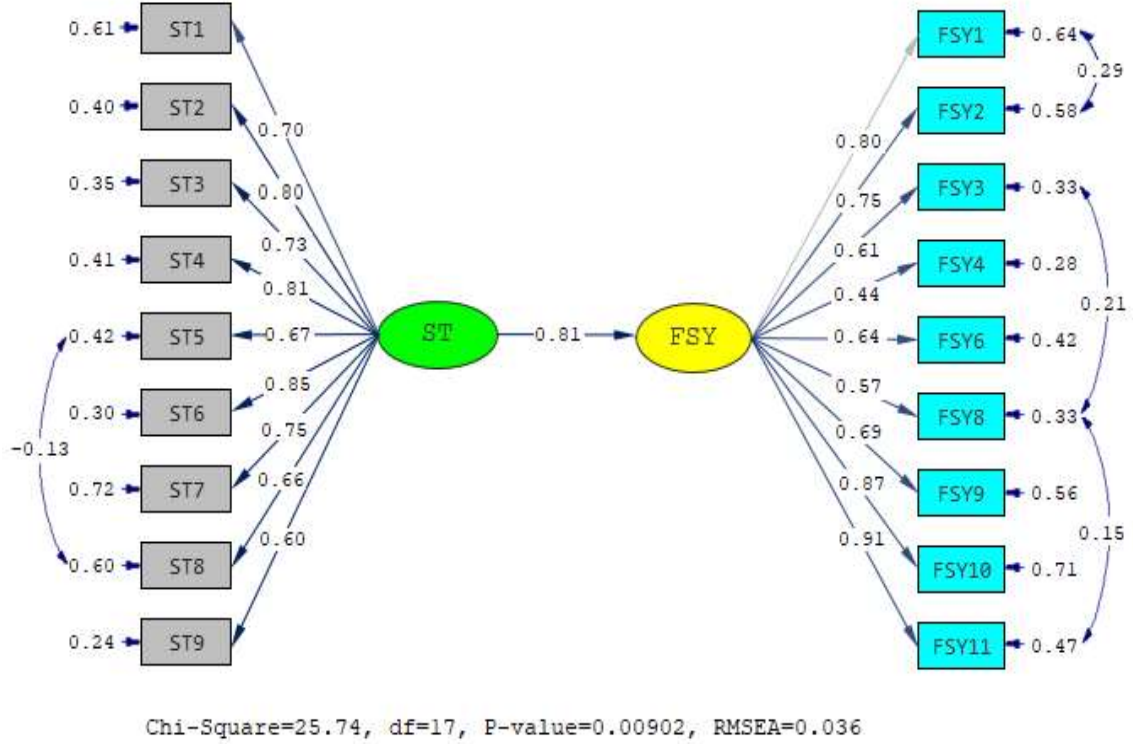 0.61 ST1
0.40 ST2
0.35 ST3
0.41 ST4
0.42 ST5
0.30 ST6
0.72 ST7
0.60 ST8
0.24 ST9
-0.13
0.70
0.80
0.73
0.81
0.67
0.85
0.75
0.66
0.60
ST
0.81
FSY
0.80
0.75
0.61
0.44
0.64
0.57
0.69
0.87
0.91
FSY1 0.64
FSY2 0.58
FSY3 0.33
FSY4 0.28
FSY6 0.42
FSY8 0.33
FSY9 0.56
FSY10 0.71
FSY11 0.47
0.29
0.21
0.15
Chi-Square=25.74, df=17, P-value=0.00902, RMSEA=0.036